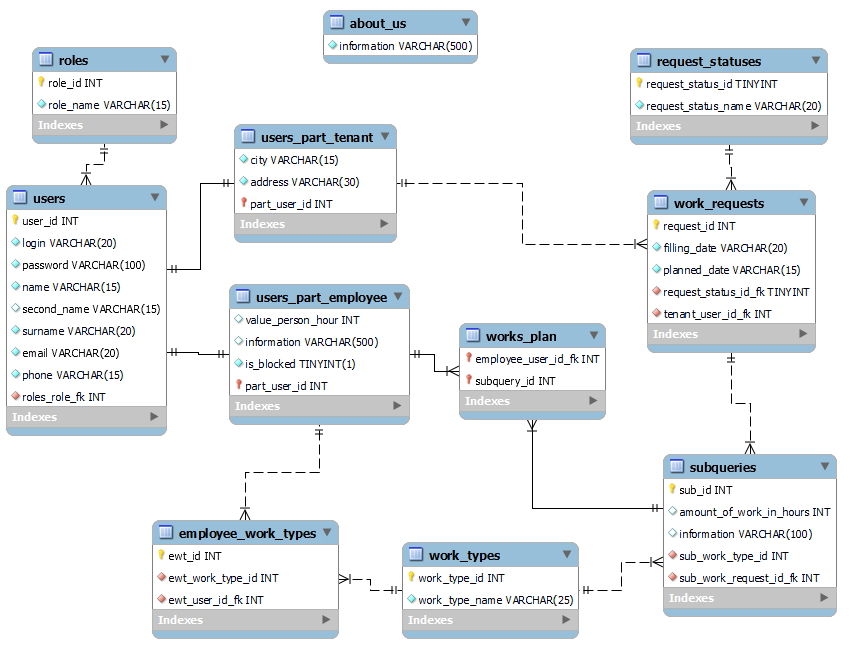 about_us
information VARCHAR(500)
roles
role_id INT
role_name VARCHAR(15)
Indexes
request_statuses
request_status_id TINYINT
request_status_name VARCHAR(20)
Indexes
users_part_tenant
city VARCHAR(15)
address VARCHAR(30)
part_user_id INT
Indexes
users
user_id INT
login VARCHAR(20)
password VARCHAR(100)
name VARCHAR(15)
second_name VARCHAR(15)
surname VARCHAR(20)
email VARCHAR(20)
phone VARCHAR(15)
roles_role_fk INT
Indexes
work_requests
request_id INT
filling_date VARCHAR(20)
planned_date VARCHAR(15)
request_status_id_fk TINYINT
tenant_user_id_fk INT
Indexes
users_part_employee
value_person_hour INT
information VARCHAR(500)
is_blocked TINYINT(1)
part_user_id INT
Indexes
works_plan
employee_user_id_fk INT
subquery_id INT
Indexes
subqueries
sub_id INT
amount_of_work_in_hours INT
information VARCHAR(100)
sub_work_type_id INT
sub_work_request_id_fk INT
Indexes
employee_work_types
ewt_id INT
ewt_work_type_id INT
ewt_user_id_fk INT
Indexes
work_types
work_type_id INT
work_type_name VARCHAR(25)
Indexes